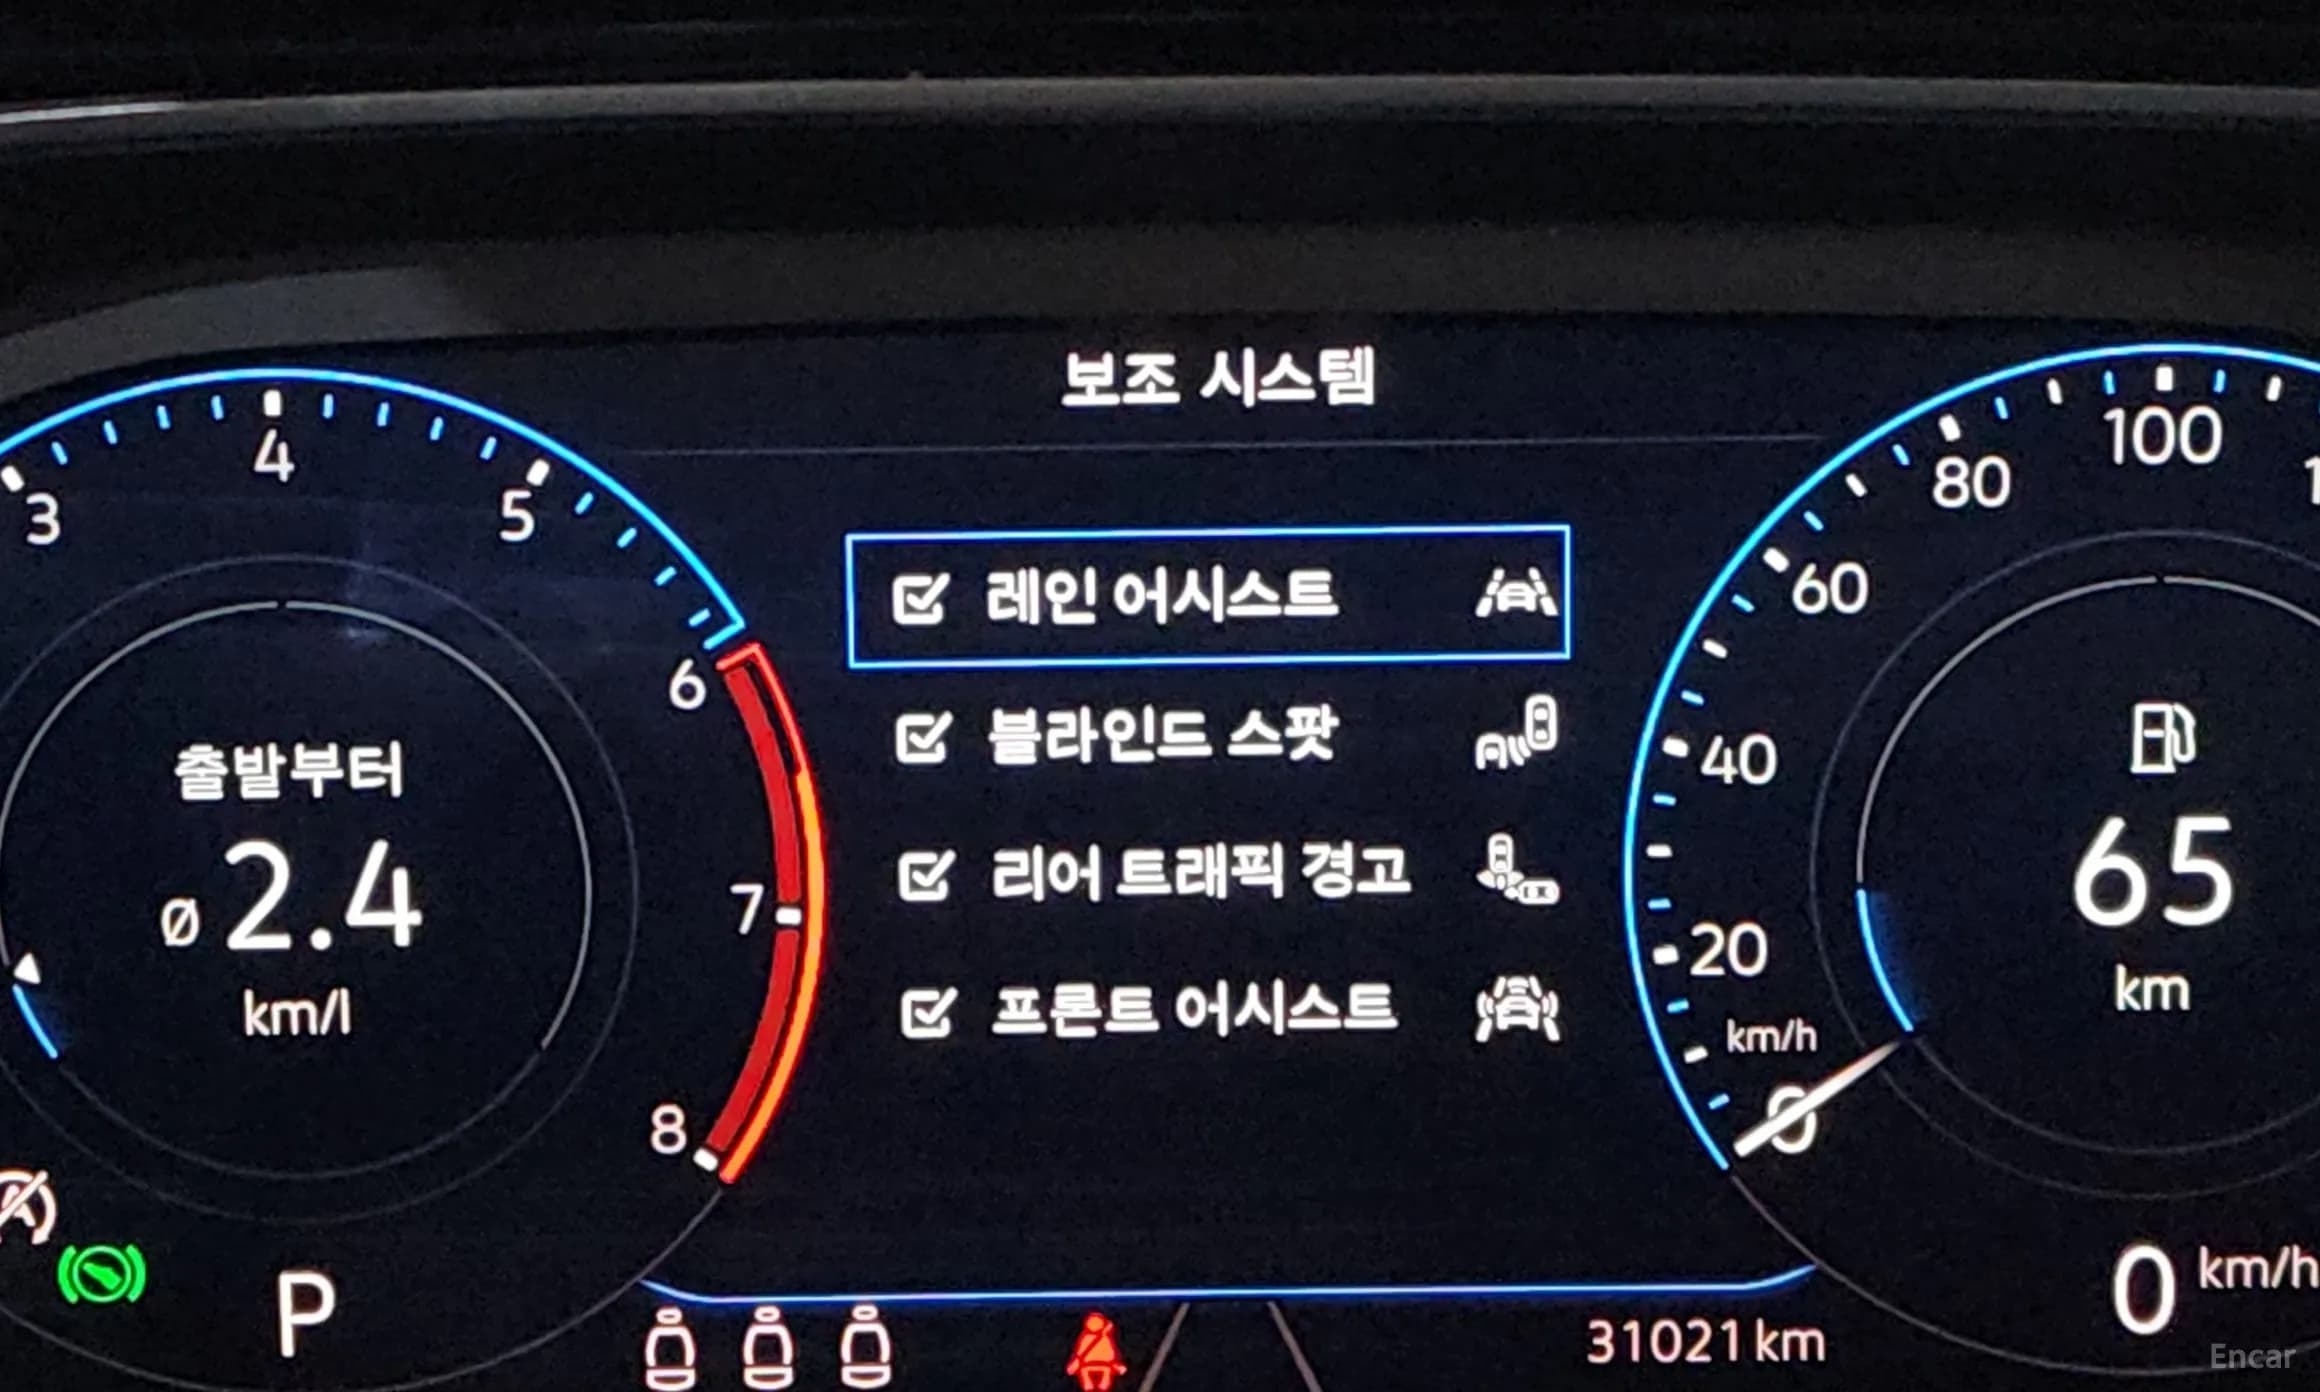 보조 시스템
3
4
5
6
7
8
출발부터
ø 2.4
km/l
P
레인 어시스트
블라인드 스팟
리어 트래픽 경고
프론트 어시스트
100
80
60
40
20
km/h
0
65
km
0 km/h
31021 km
Encar